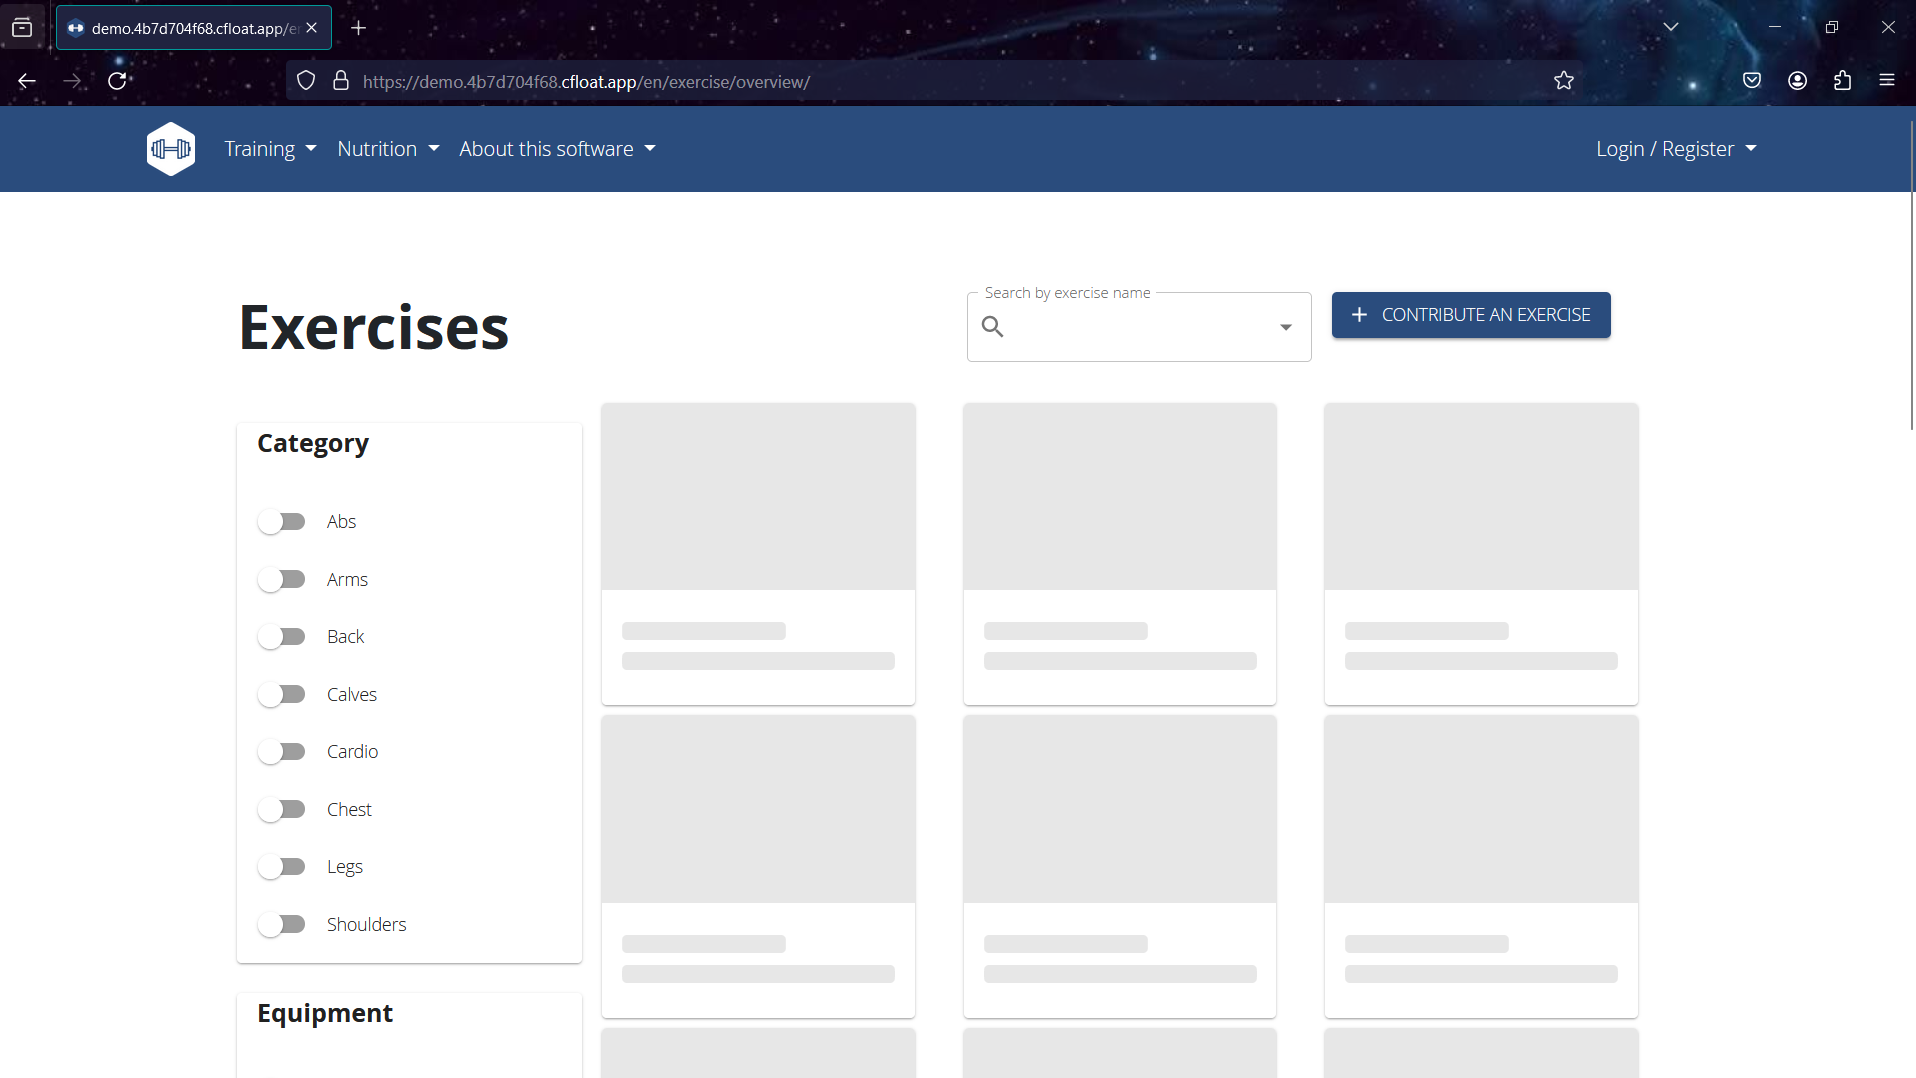 demo.4b7d704f68.cfloat.app/e
https://demo.4b7d704f68.cfloat.app/en/exercise/overview/
Training
Nutrition
About this software
Login / Register
Exercises
Search by exercise name
CONTRIBUTE AN EXERCISE
Category
Abs
Arms
Back
Calves
Cardio
Chest
Legs
Shoulders
Equipment